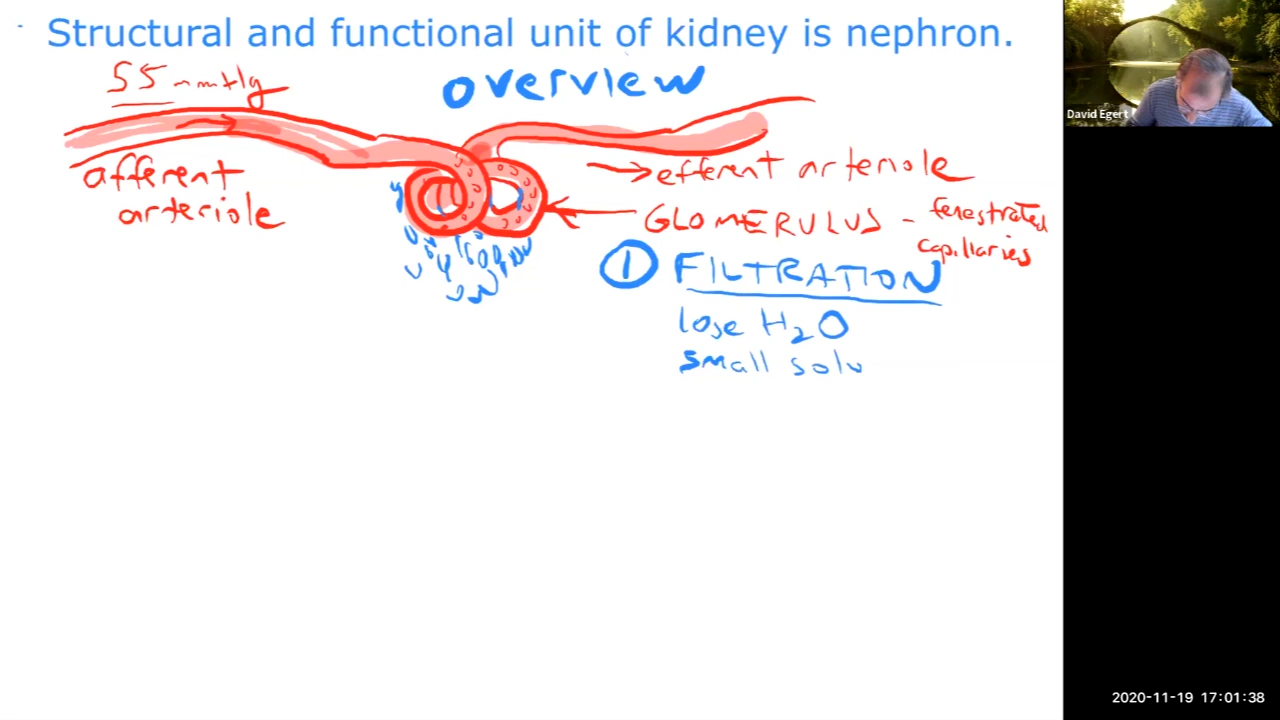 Structural and functional unit of kidney is nephron.
overview
55 mmHg
afferent
arteriole
efferent arteriole
GLOMERULUS - fenestrated
capillaries
1 FILTRATION
lose H2O
small solu
David Egert
2020-11-19 17:01:38